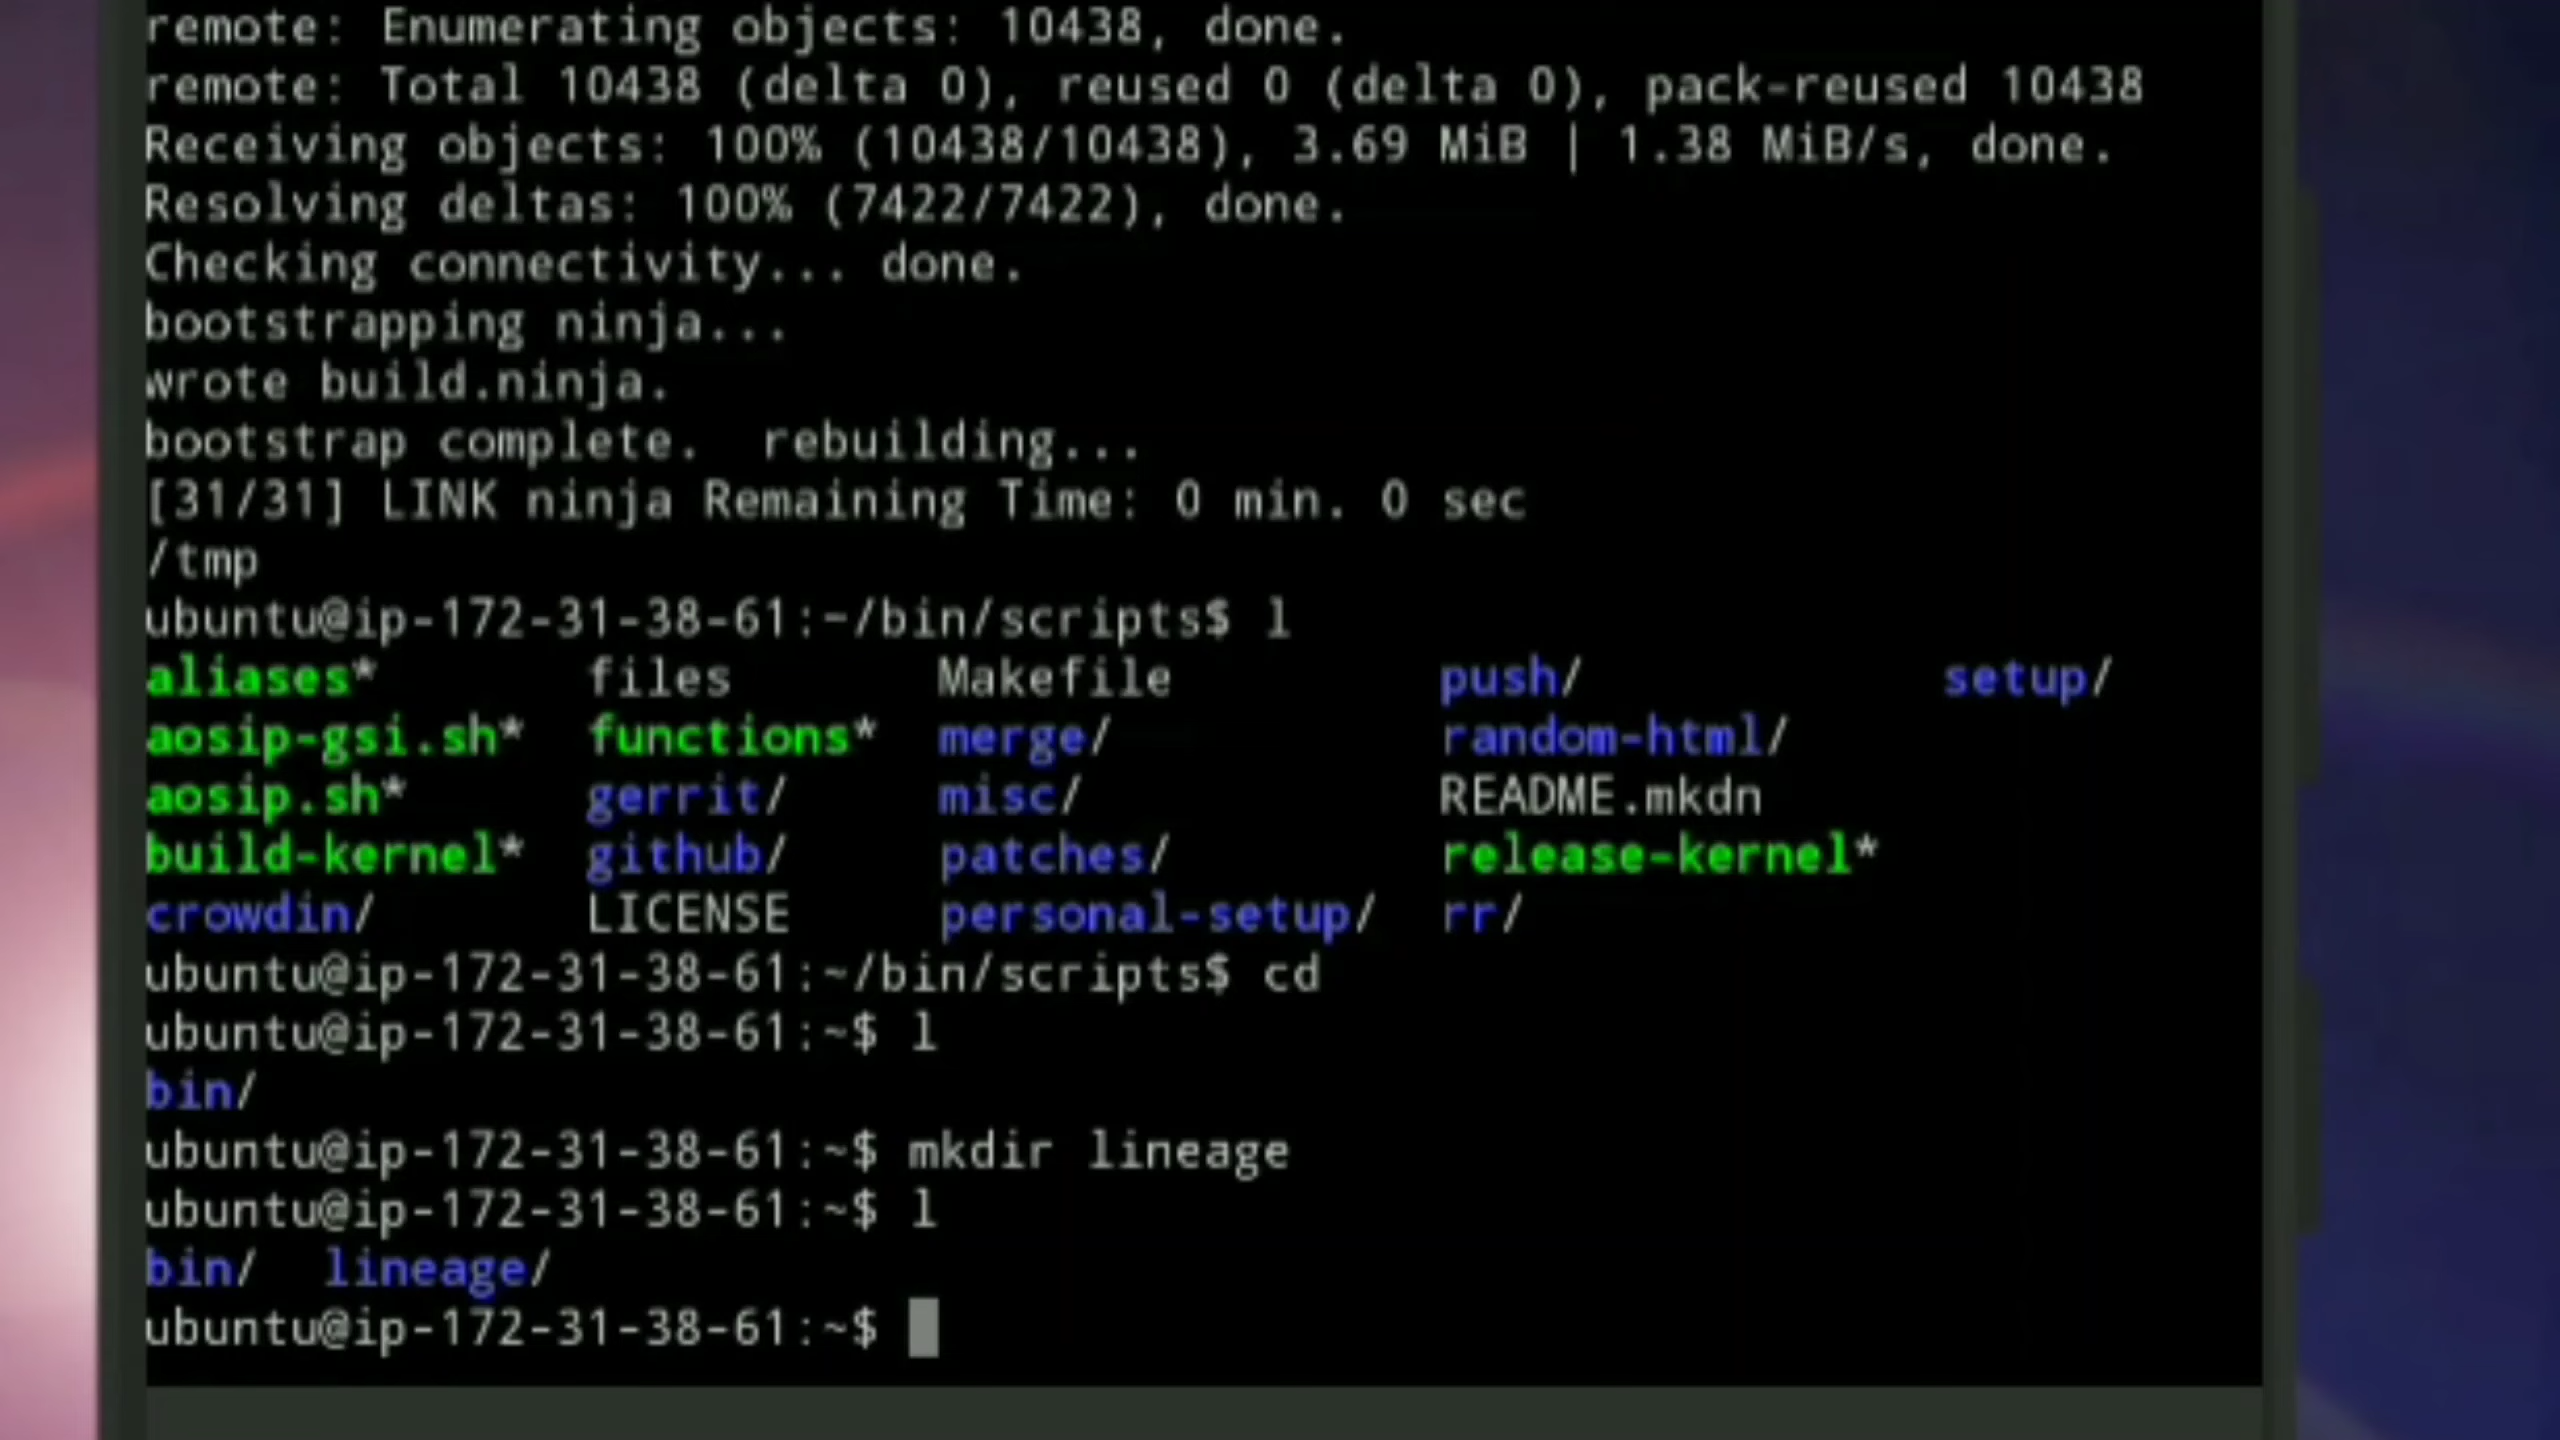 remote: Enumerating objects: 10438, done.
remote: Total 10438 (delta 0), reused 0 (delta 0), pack-reused 10438
Receiving objects: 100% (10438/10438), 3.69 MiB | 1.38 MiB/s, done.
Resolving deltas: 100% (7422/7422), done.
Checking connectivity... done.
bootstrapping ninja...
wrote build.ninja.
bootstrap complete.  rebuilding...
[31/31] LINK ninja Remaining Time: 0 min. 0 sec
/tmp
ubuntu@ip-172-31-38-61:~/bin/scripts$ l
aliases*       files       Makefile         push/            setup/
aosip-gsi.sh*  functions*  merge/           random-html/
aosip.sh*      gerrit/     misc/            README.mkdn
build-kernel*  github/     patches/         release-kernel*
crowdin/       LICENSE     personal-setup/  rr/
ubuntu@ip-172-31-38-61:~/bin/scripts$ cd
ubuntu@ip-172-31-38-61:~$ l
bin/
ubuntu@ip-172-31-38-61:~$ mkdir lineage
ubuntu@ip-172-31-38-61:~$ l
bin/  lineage/
ubuntu@ip-172-31-38-61:~$